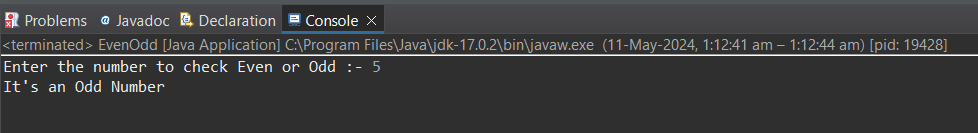 Problems @ Javadoc Declaration Console
<terminated> EvenOdd [Java Application] C:\Program Files\Java\jdk-17.0.2\bin\javaw.exe (11-May-2024, 1:12:41 am – 1:12:44 am) [pid: 19428]
Enter the number to check Even or Odd :- 5
It's an Odd Number